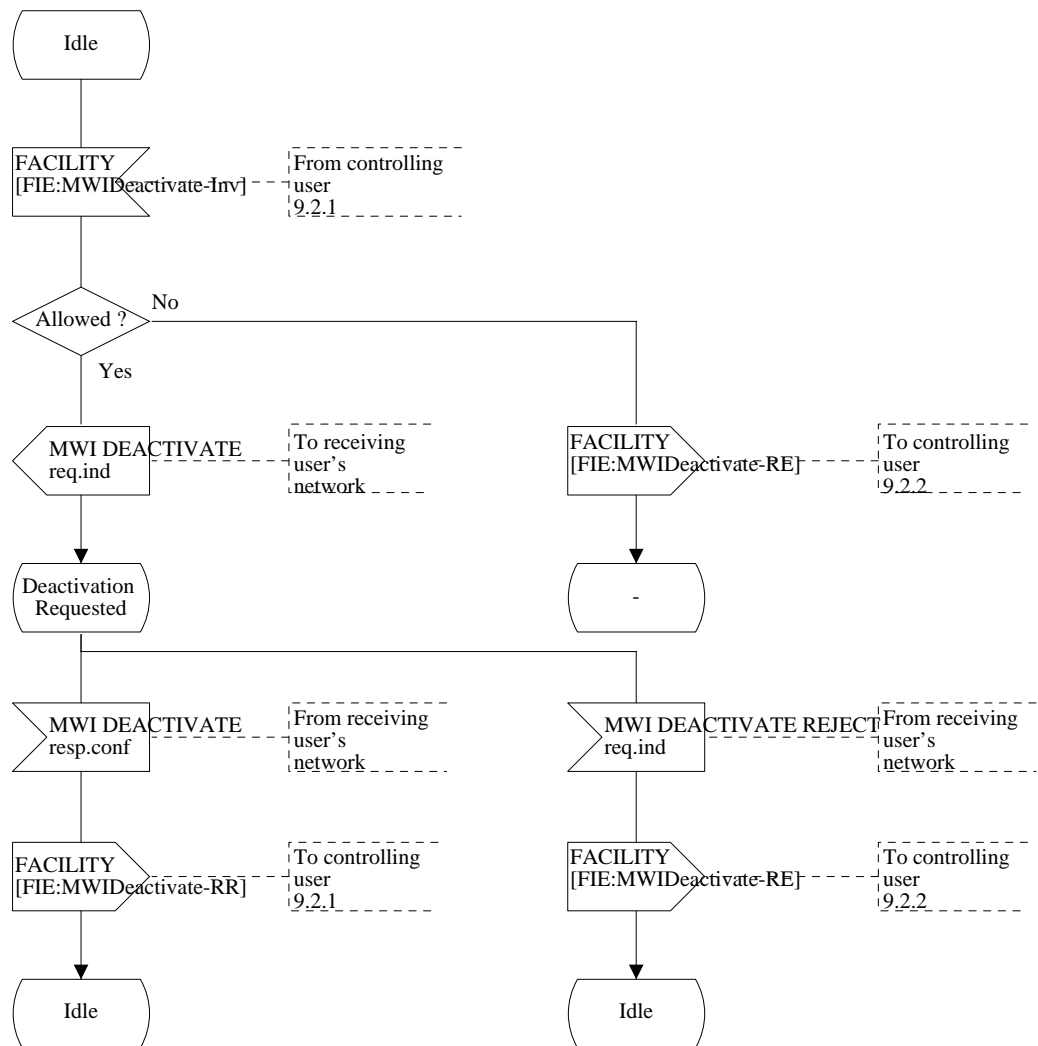 Idle
FACILITY
[FIE:MWIDeactivate-Inv]
From controlling
user
9.2.1
Allowed ?
No
Yes
MWI DEACTIVATE
req.ind
To receiving
user's
network
FACILITY
[FIE:MWIDeactivate-RE]
To controlling
user
9.2.2
Deactivation
Requested
-
MWI DEACTIVATE
resp.conf
From receiving
user's
network
MWI DEACTIVATE REJECT
req.ind
From receiving
user's
network
FACILITY
[FIE:MWIDeactivate-RR]
To controlling
user
9.2.1
FACILITY
[FIE:MWIDeactivate-RE]
To controlling
user
9.2.2
Idle
Idle